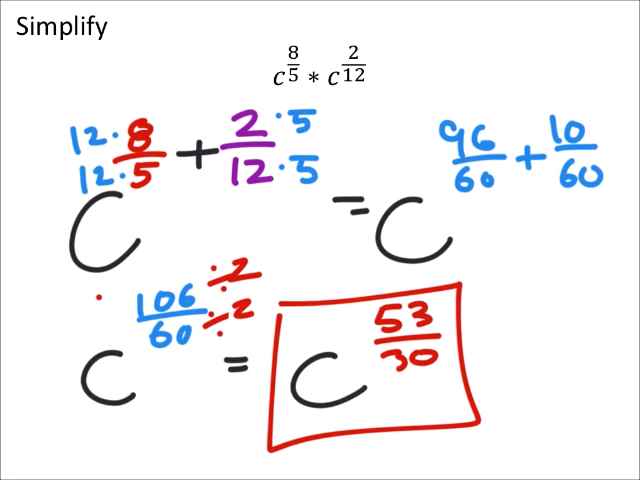 Simplify
c^(8/5) * c^(2/12)
C^((12·8)/(12·5) + (2·5)/(12·5)) = C^(96/60 + 10/60)
C^((106 ÷2)/(60 ÷2)) = C^(53/30)